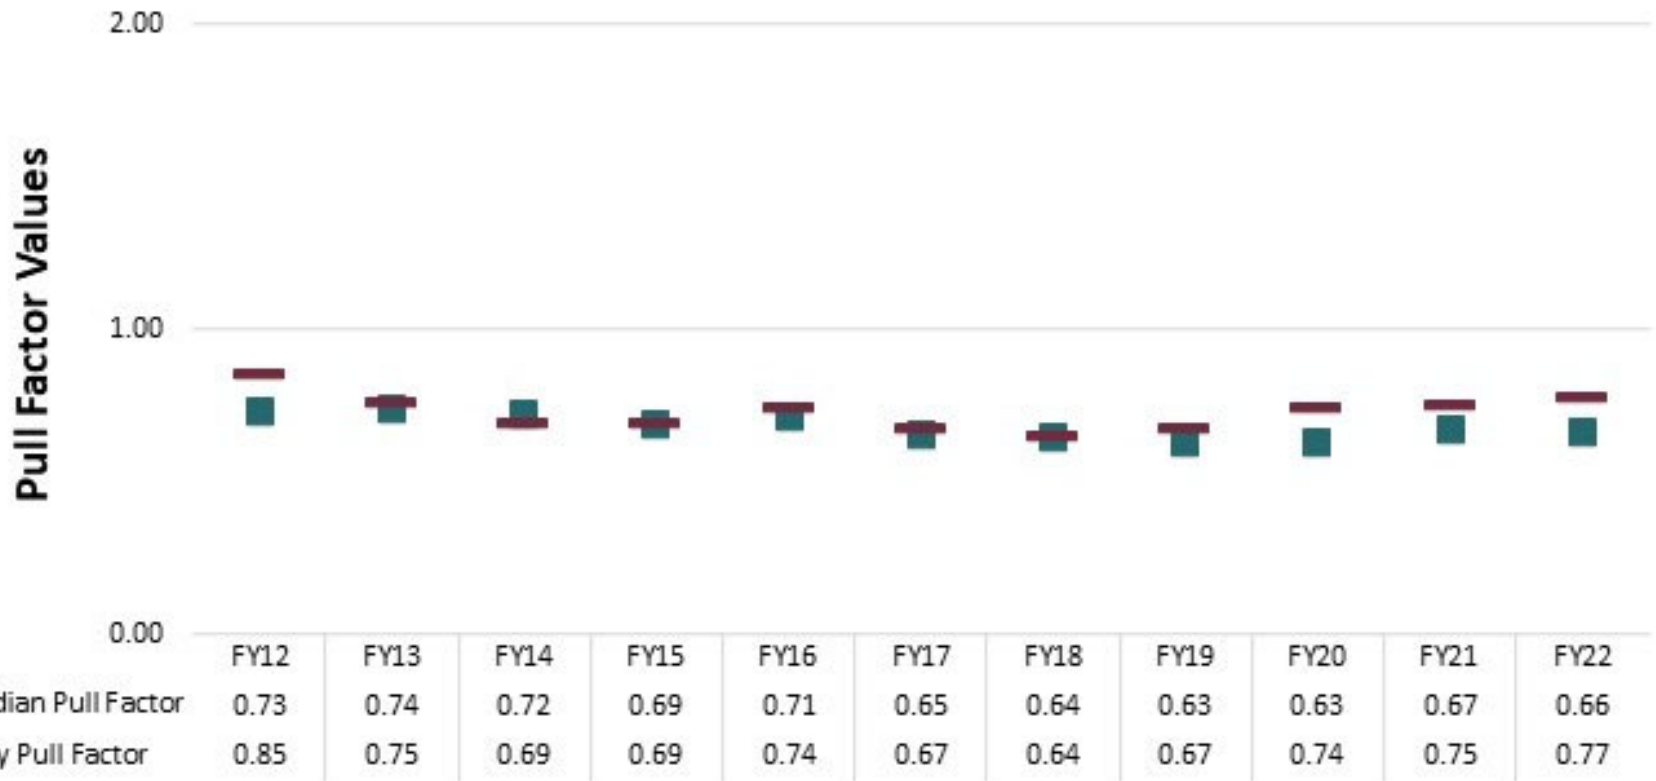 2.00
Pull Factor Values
1.00
0.00
FY12 FY13 FY14 FY15 FY16 FY17 FY18 FY19 FY20 FY21 FY22
dian Pull Factor 0.73 0.74 0.72 0.69 0.71 0.65 0.64 0.63 0.63 0.67 0.66
y Pull Factor 0.85 0.75 0.69 0.69 0.74 0.67 0.64 0.67 0.74 0.75 0.77